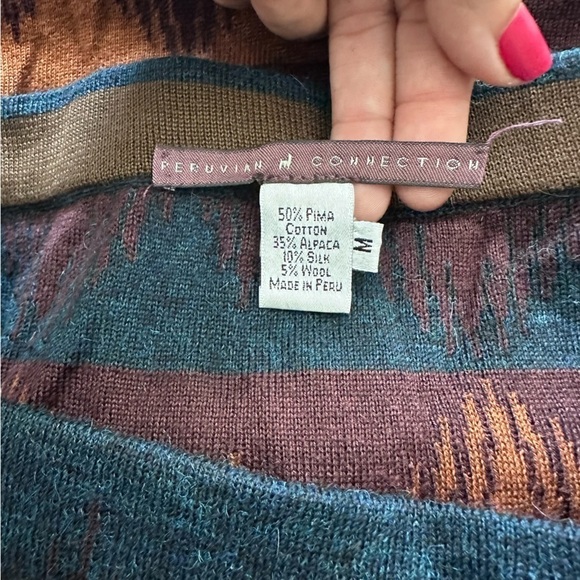 PERUVIAN CONNECTION
50% PIMA
COTTON
35% ALPACA
10% SILK
5% WOOL
MADE IN PERU
M